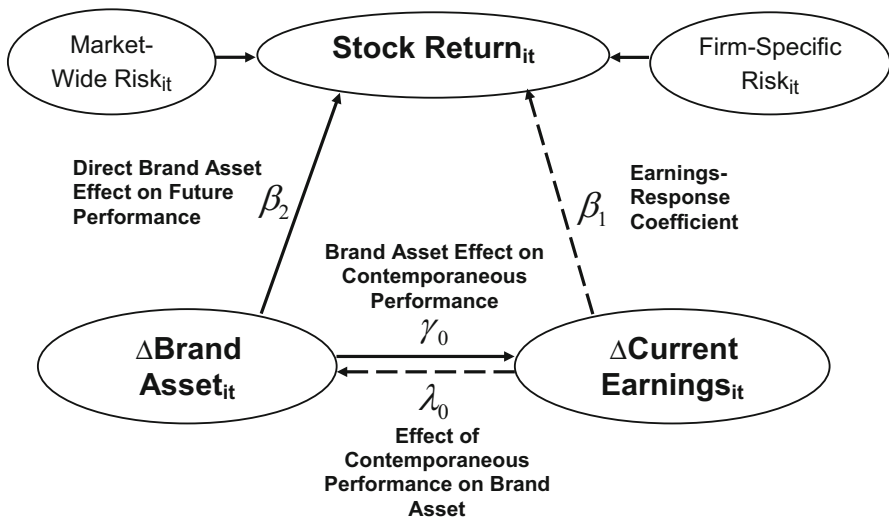 Market-
Wide Risk_it
Stock Return_it
Firm-Specific
Risk_it
Direct Brand Asset
Effect on Future
Performance
β₂
β₁
Earnings-
Response
Coefficient
Brand Asset Effect on
Contemporaneous
Performance
γ₀
ΔBrand
Asset_it
ΔCurrent
Earnings_it
λ₀
Effect of
Contemporaneous
Performance on Brand
Asset